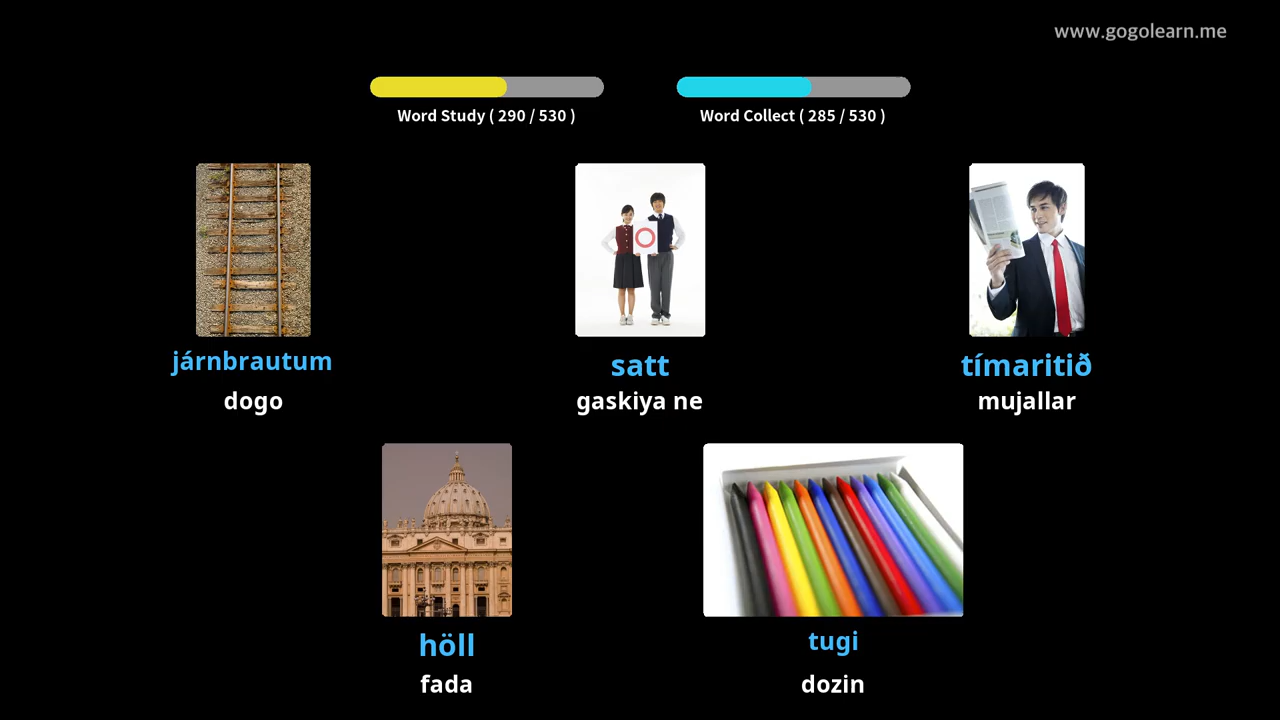 www.gogolearn.me
Word Study ( 290 / 530 )
Word Collect ( 285 / 530 )
járnbrautum
satt
tímaritið
dogo
gaskiya ne
mujallar
höll
tugi
fada
dozin